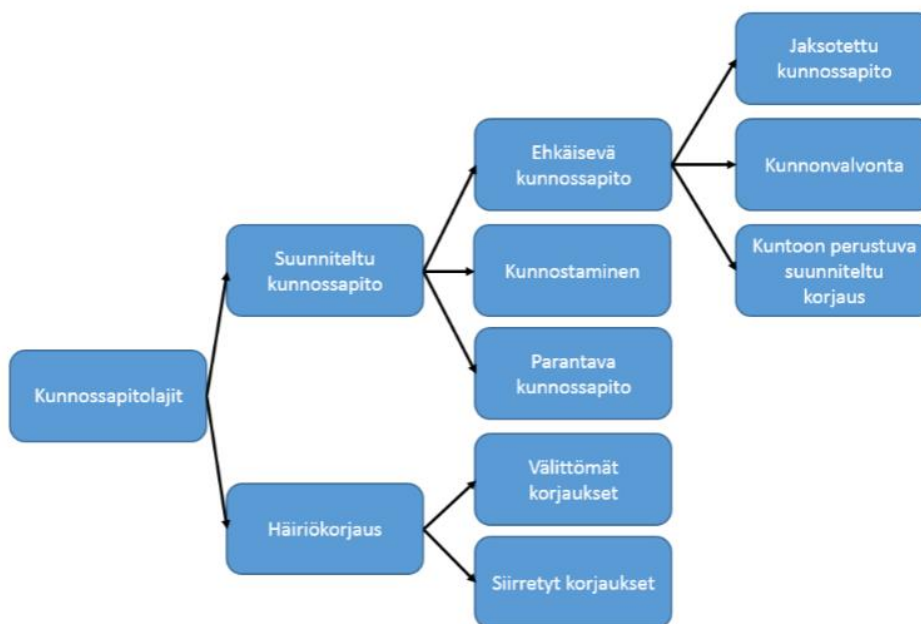 Jaksotettu
kunnossapito
Ehkäisevä
kunnossapito
Kunnonvalvonta
Suunniteltu
kunnossapito
Kunnostaminen
Kuntoon perustuva
suunniteltu
korjaus
Kunnossapitolajit
Parantava
kunnossapito
Välittömät
korjaukset
Häiriökorjaus
Siirretyt korjaukset